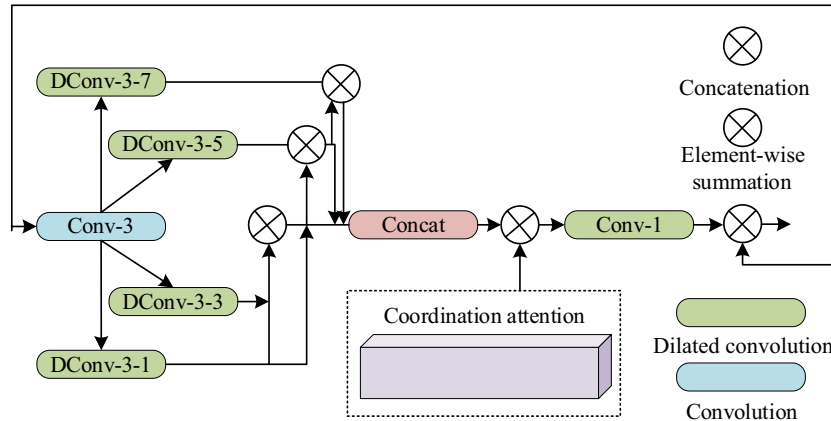 DConv-3-7
DConv-3-5
Conv-3
DConv-3-3
DConv-3-1
Concat
Conv-1
Coordination attention
Concatenation
Element-wise
summation
Dilated convolution
Convolution